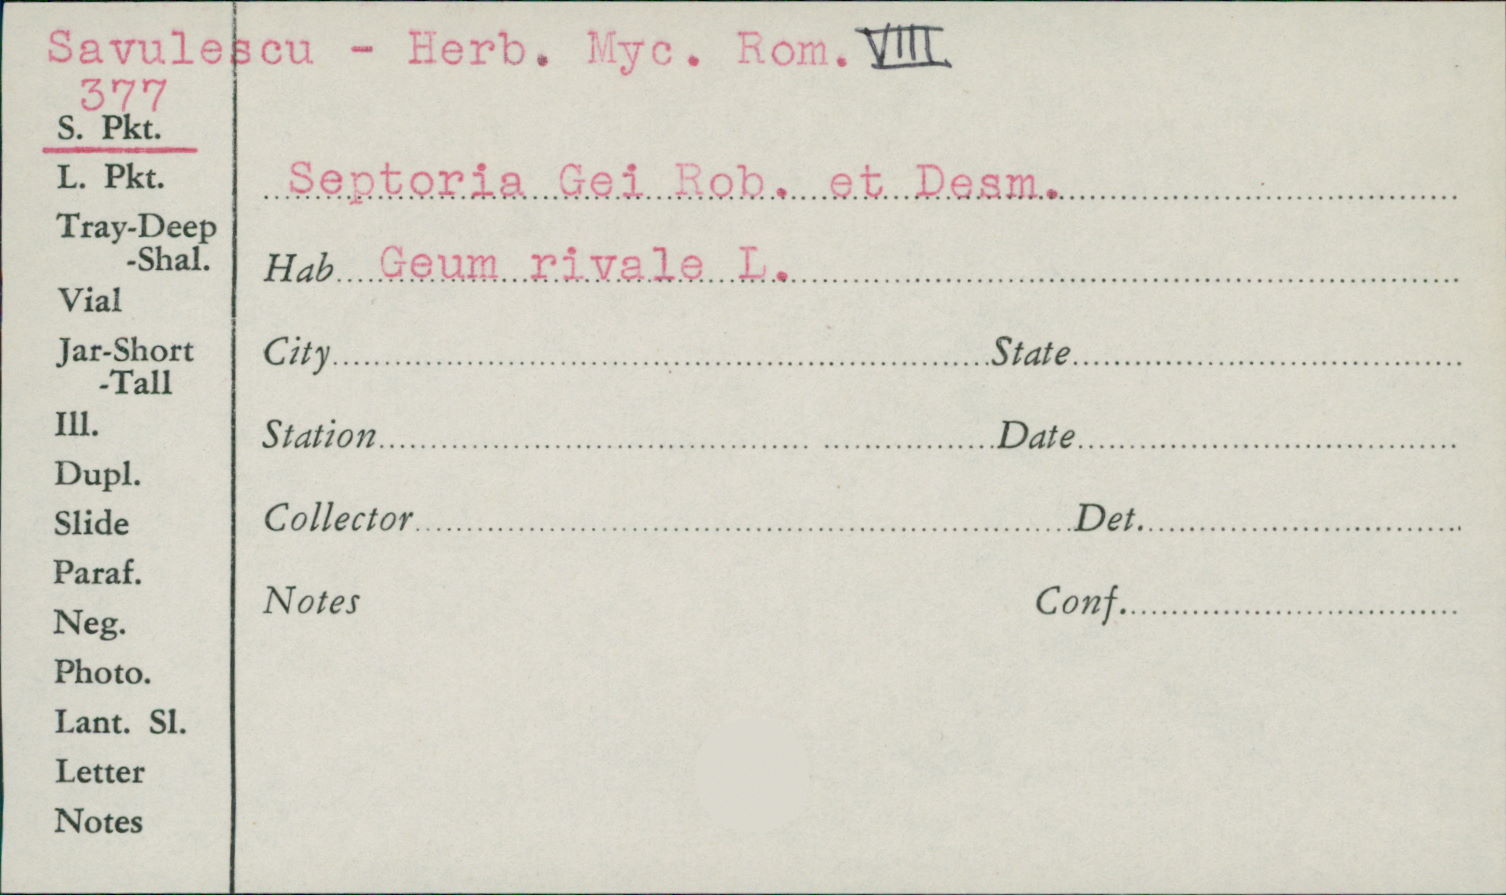 Savulescu - Herb. Myc. Rom. VIII
377
S. Pkt.
L. Pkt.
Tray-Deep
-Shal.
Vial
Jar-Short
-Tall
Ill.
Dupl.
Slide
Paraf.
Neg.
Photo.
Lant. Sl.
Letter
Notes
Septoria Gei Rob. et Desm.
Hab. Geum rivale L.
City State
Station Date
Collector Det.
Notes Conf.